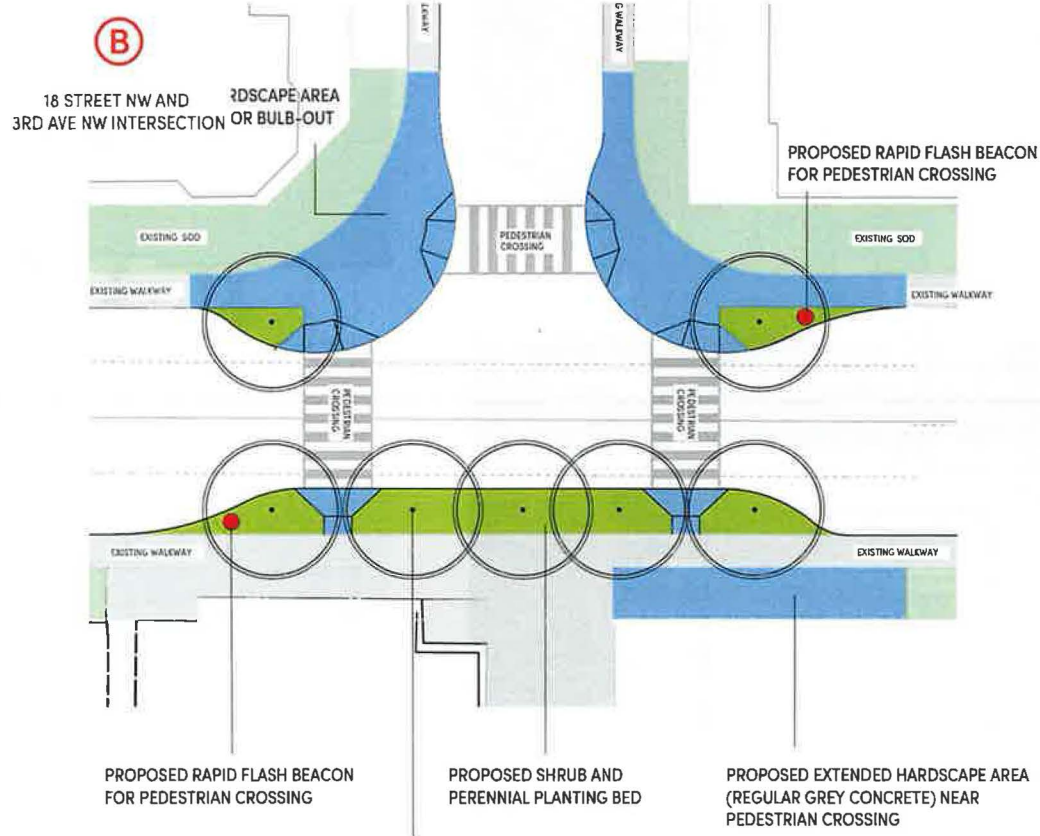 B
18 STREET NW AND
3RD AVE NW INTERSECTION
RDSCAPE AREA
OR BULB-OUT
WALKWAY
G WALKWAY
PROPOSED RAPID FLASH BEACON
FOR PEDESTRIAN CROSSING
EXISTING SOD
PEDESTRIAN
CROSSING
EXISTING SOD
EXISTING WALKWAY
EXISTING WALKWAY
PEDESTRIAN
CROSSING
PEDESTRIAN
CROSSING
EXISTING WALKWAY
EXISTING WALKWAY
PROPOSED RAPID FLASH BEACON
FOR PEDESTRIAN CROSSING
PROPOSED SHRUB AND
PERENNIAL PLANTING BED
PROPOSED EXTENDED HARDSCAPE AREA
(REGULAR GREY CONCRETE) NEAR
PEDESTRIAN CROSSING